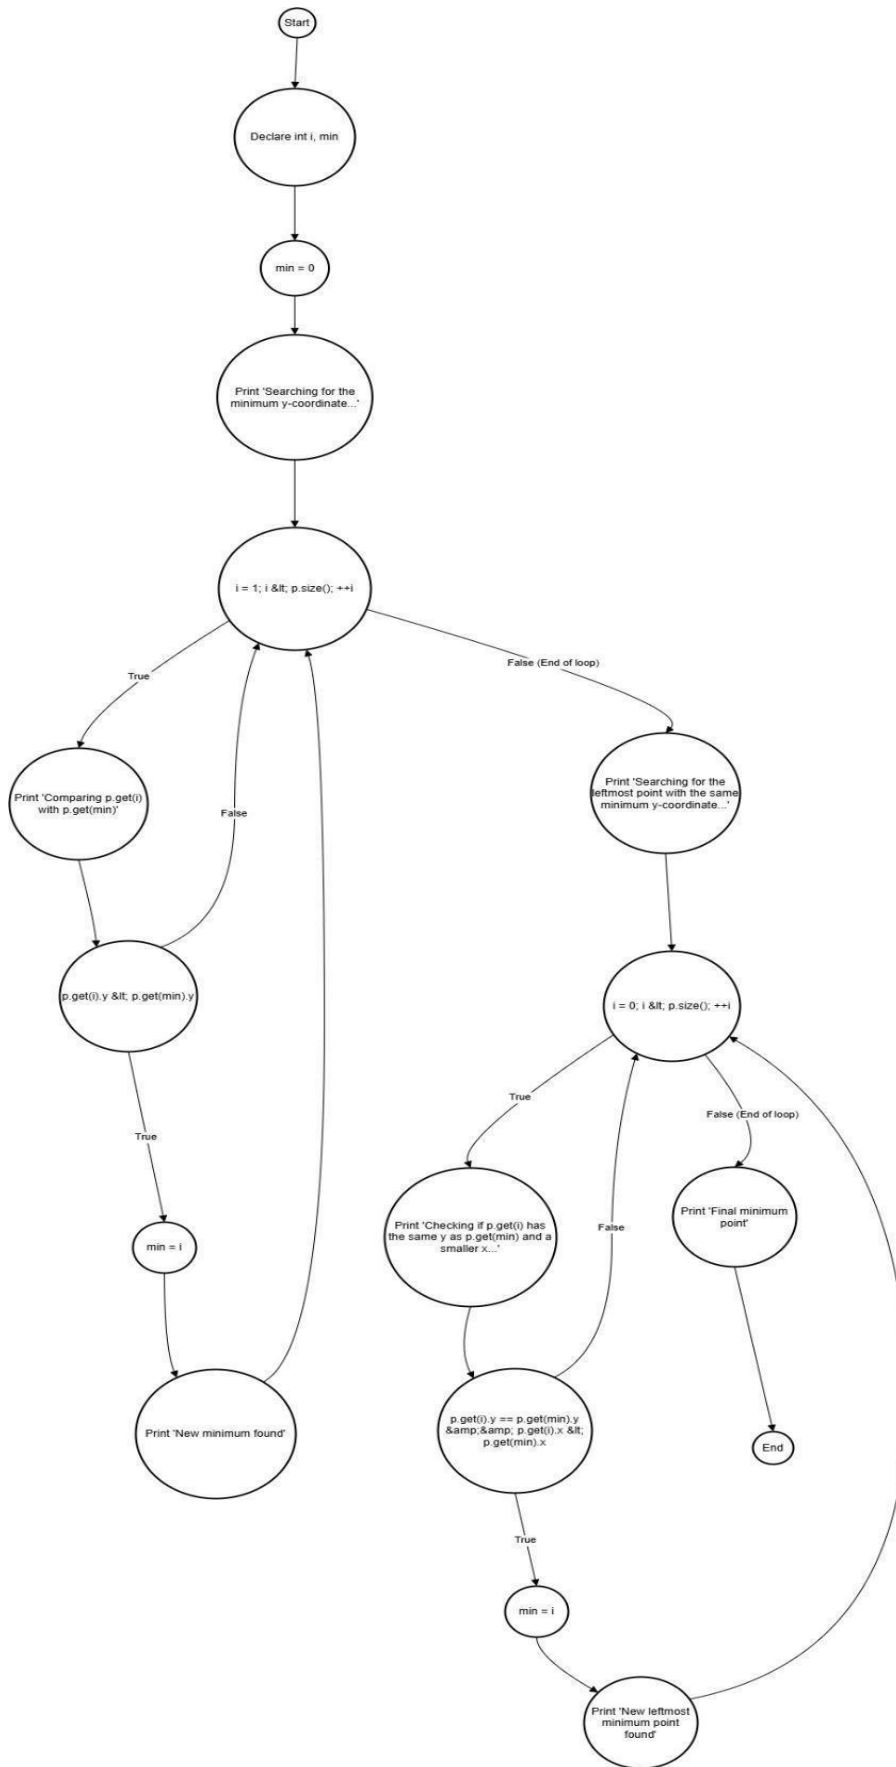 Start
Declare int i, min
min = 0
Print 'Searching for the
minimum y-coordinate...'
i = 1; i &lt; p.size(); ++i
True
False (End of loop)
Print 'Comparing p.get(i)
with p.get(min)'
False
p.get(i).y &lt; p.get(min).y
True
min = i
Print 'New minimum found'
Print 'Searching for the
leftmost point with the same
minimum y-coordinate...'
i = 0; i &lt; p.size(); ++i
True
False (End of loop)
Print 'Checking if p.get(i) has
the same y as p.get(min) and a
smaller x...'
False
Print 'Final minimum
point'
p.get(i).y == p.get(min).y
&amp;&amp; p.get(i).x &lt;
p.get(min).x
End
True
min = i
Print 'New leftmost
minimum point
found'